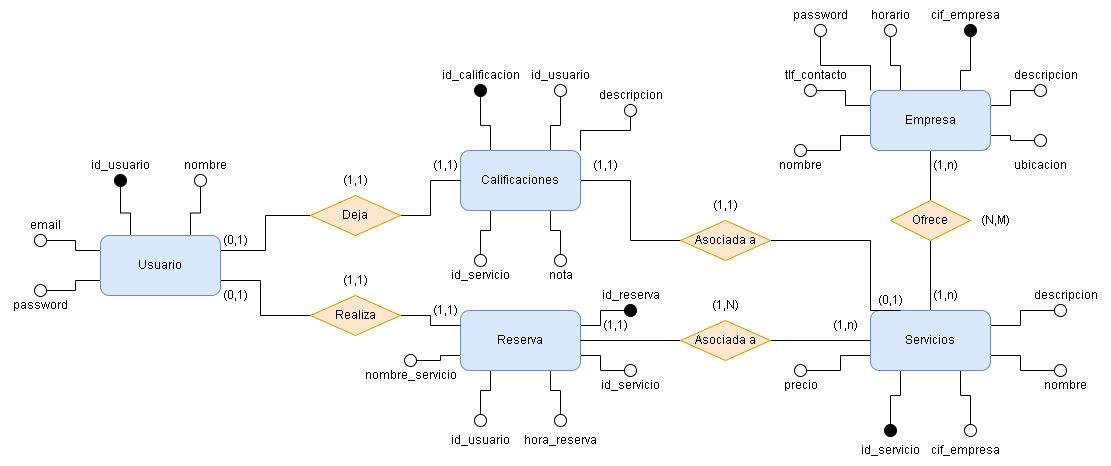 password
horario
cif_empresa
id_calificacion
id_usuario
tlf_contacto
descripcion
descripcion
Empresa
id_usuario
nombre
(1,1)
(1,1)
(1,n)
nombre
ubicacion
(1,1)
Calificaciones
email
Deja
(1,1)
Ofrece
(N,M)
(0,1)
Asociada a
Usuario
id_servicio
nota
(0,1)
(1,1)
id_reserva
(1,n)
descripcion
password
(0,1)
(1,1)
(1,N)
Realiza
(1,1)
(1,n)
Reserva
Asociada a
Servicios
nombre_servicio
id_servicio
precio
nombre
id_usuario
hora_reserva
id_servicio
cif_empresa